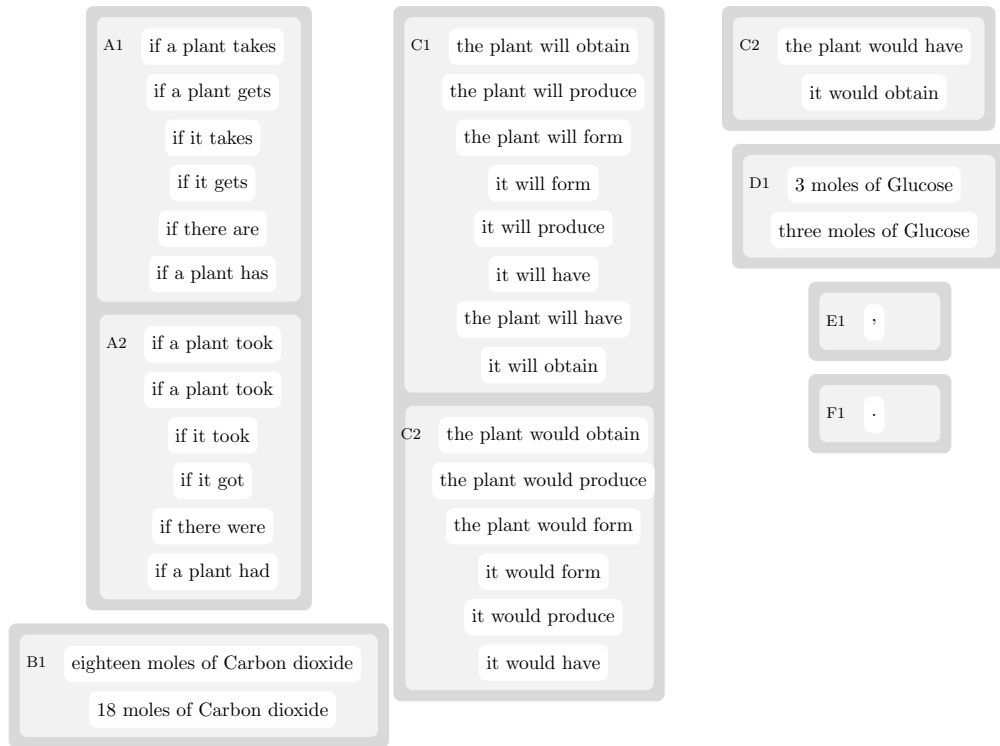 A1 if a plant takes
if a plant gets
if it takes
if it gets
if there are
if a plant has
A2 if a plant took
if a plant took
if it took
if it got
if there were
if a plant had
B1 eighteen moles of Carbon dioxide
18 moles of Carbon dioxide
C1 the plant will obtain
the plant will produce
the plant will form
it will form
it will produce
it will have
the plant will have
it will obtain
C2 the plant would obtain
the plant would produce
the plant would form
it would form
it would produce
it would have
C2 the plant would have
it would obtain
D1 3 moles of Glucose
three moles of Glucose
E1 ,
F1 .